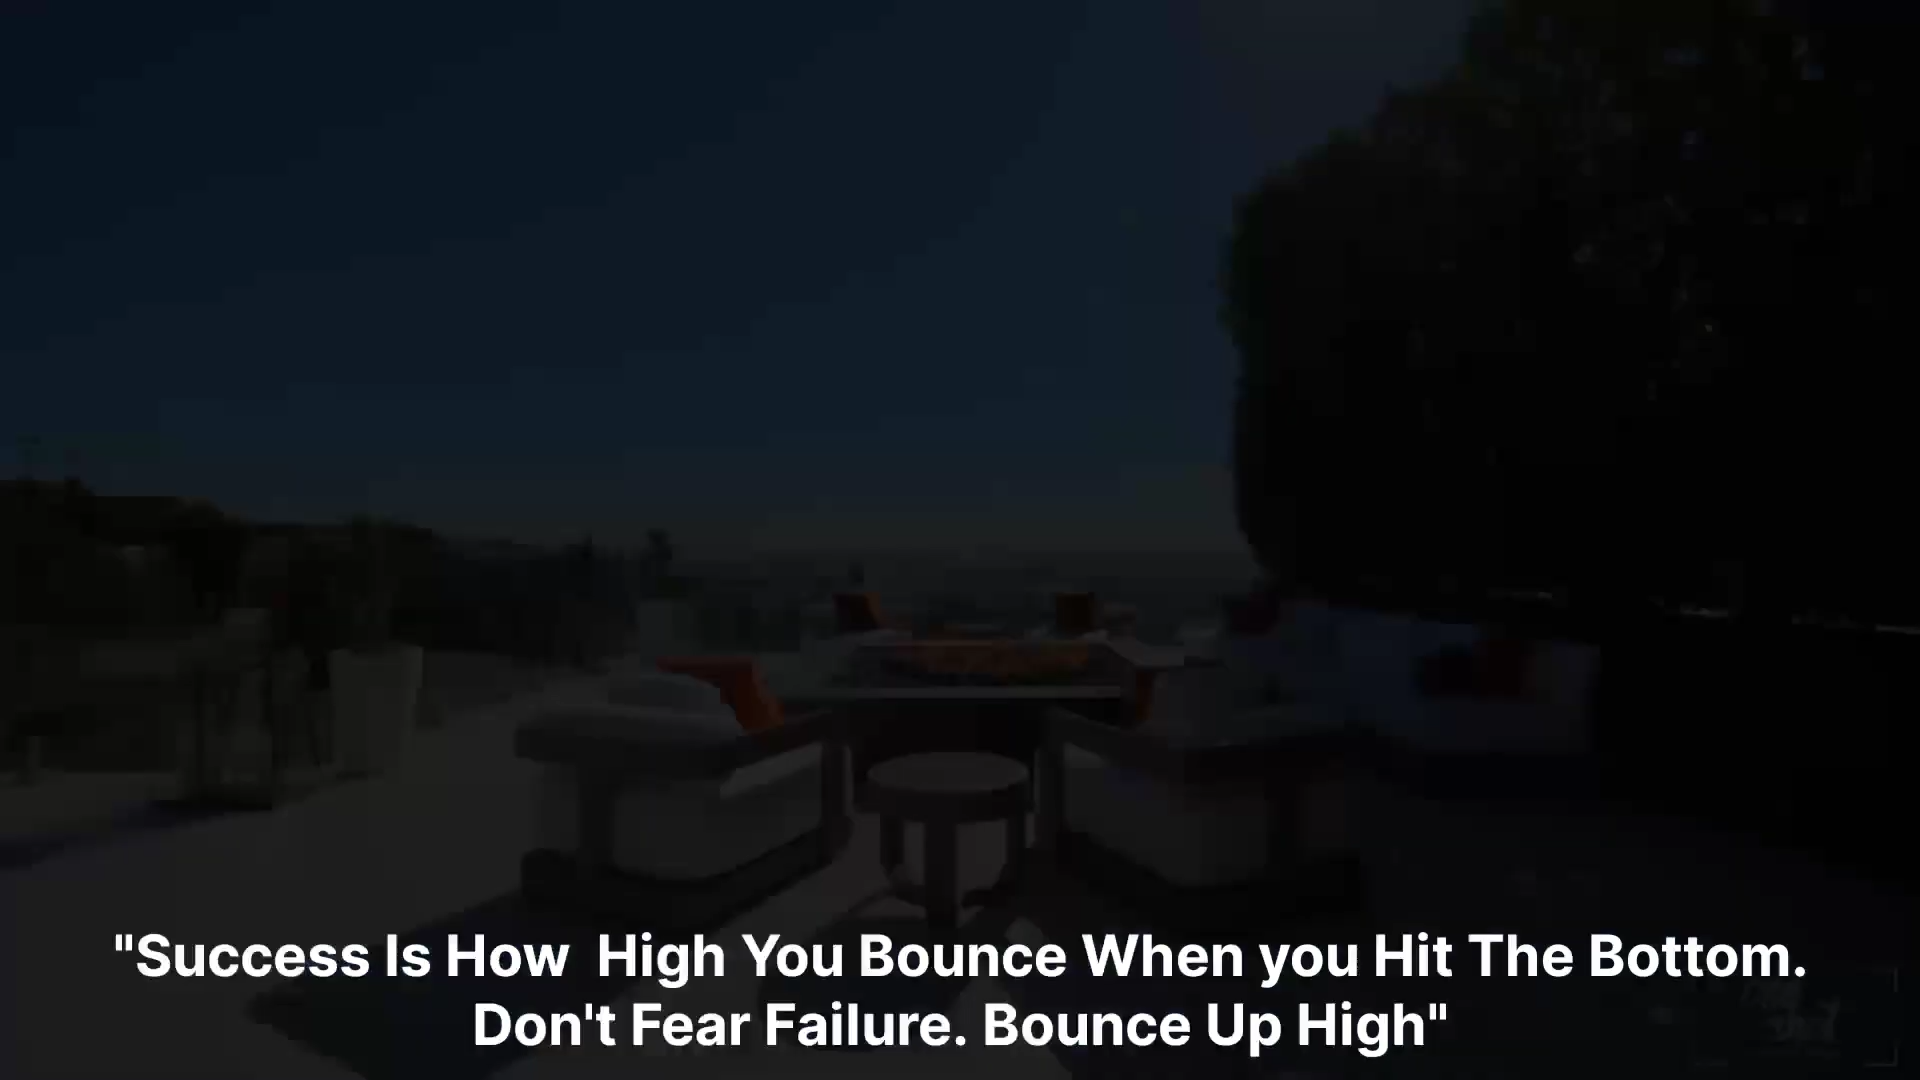 "Success Is How  High You Bounce When you Hit The Bottom.
Don't Fear Failure. Bounce Up High"